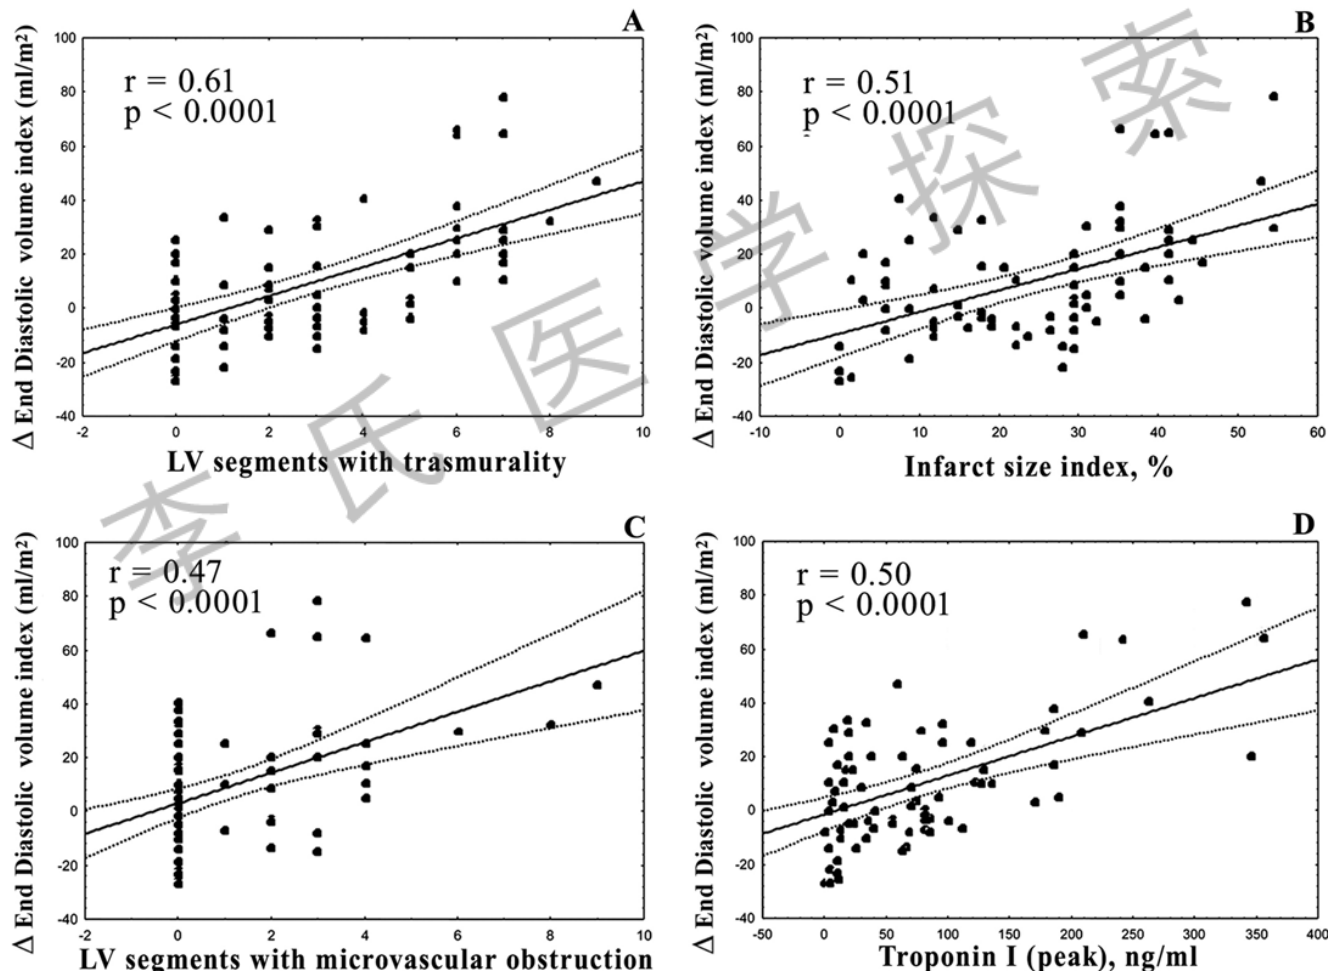 A
Δ End Diastolic volume index (ml/m²)
100
80
60
40
20
0
-20
-40
r = 0.61
p < 0.0001
-2 0 2 4 6 8 10
LV segments with trasmurality
B
Δ End Diastolic volume index (ml/m²)
100
80
60
40
20
0
-20
-40
r = 0.51
p < 0.0001
-10 0 10 20 30 40 50 60
Infarct size index, %
C
Δ End Diastolic volume index (ml/m²)
100
80
60
40
20
0
-20
-40
r = 0.47
p < 0.0001
-2 0 2 4 6 8 10
LV segments with microvascular obstruction
D
Δ End Diastolic volume index (ml/m²)
100
80
60
40
20
0
-20
-40
r = 0.50
p < 0.0001
-50 0 50 100 150 200 250 300 350 400
Troponin I (peak), ng/ml
李氏医学探索